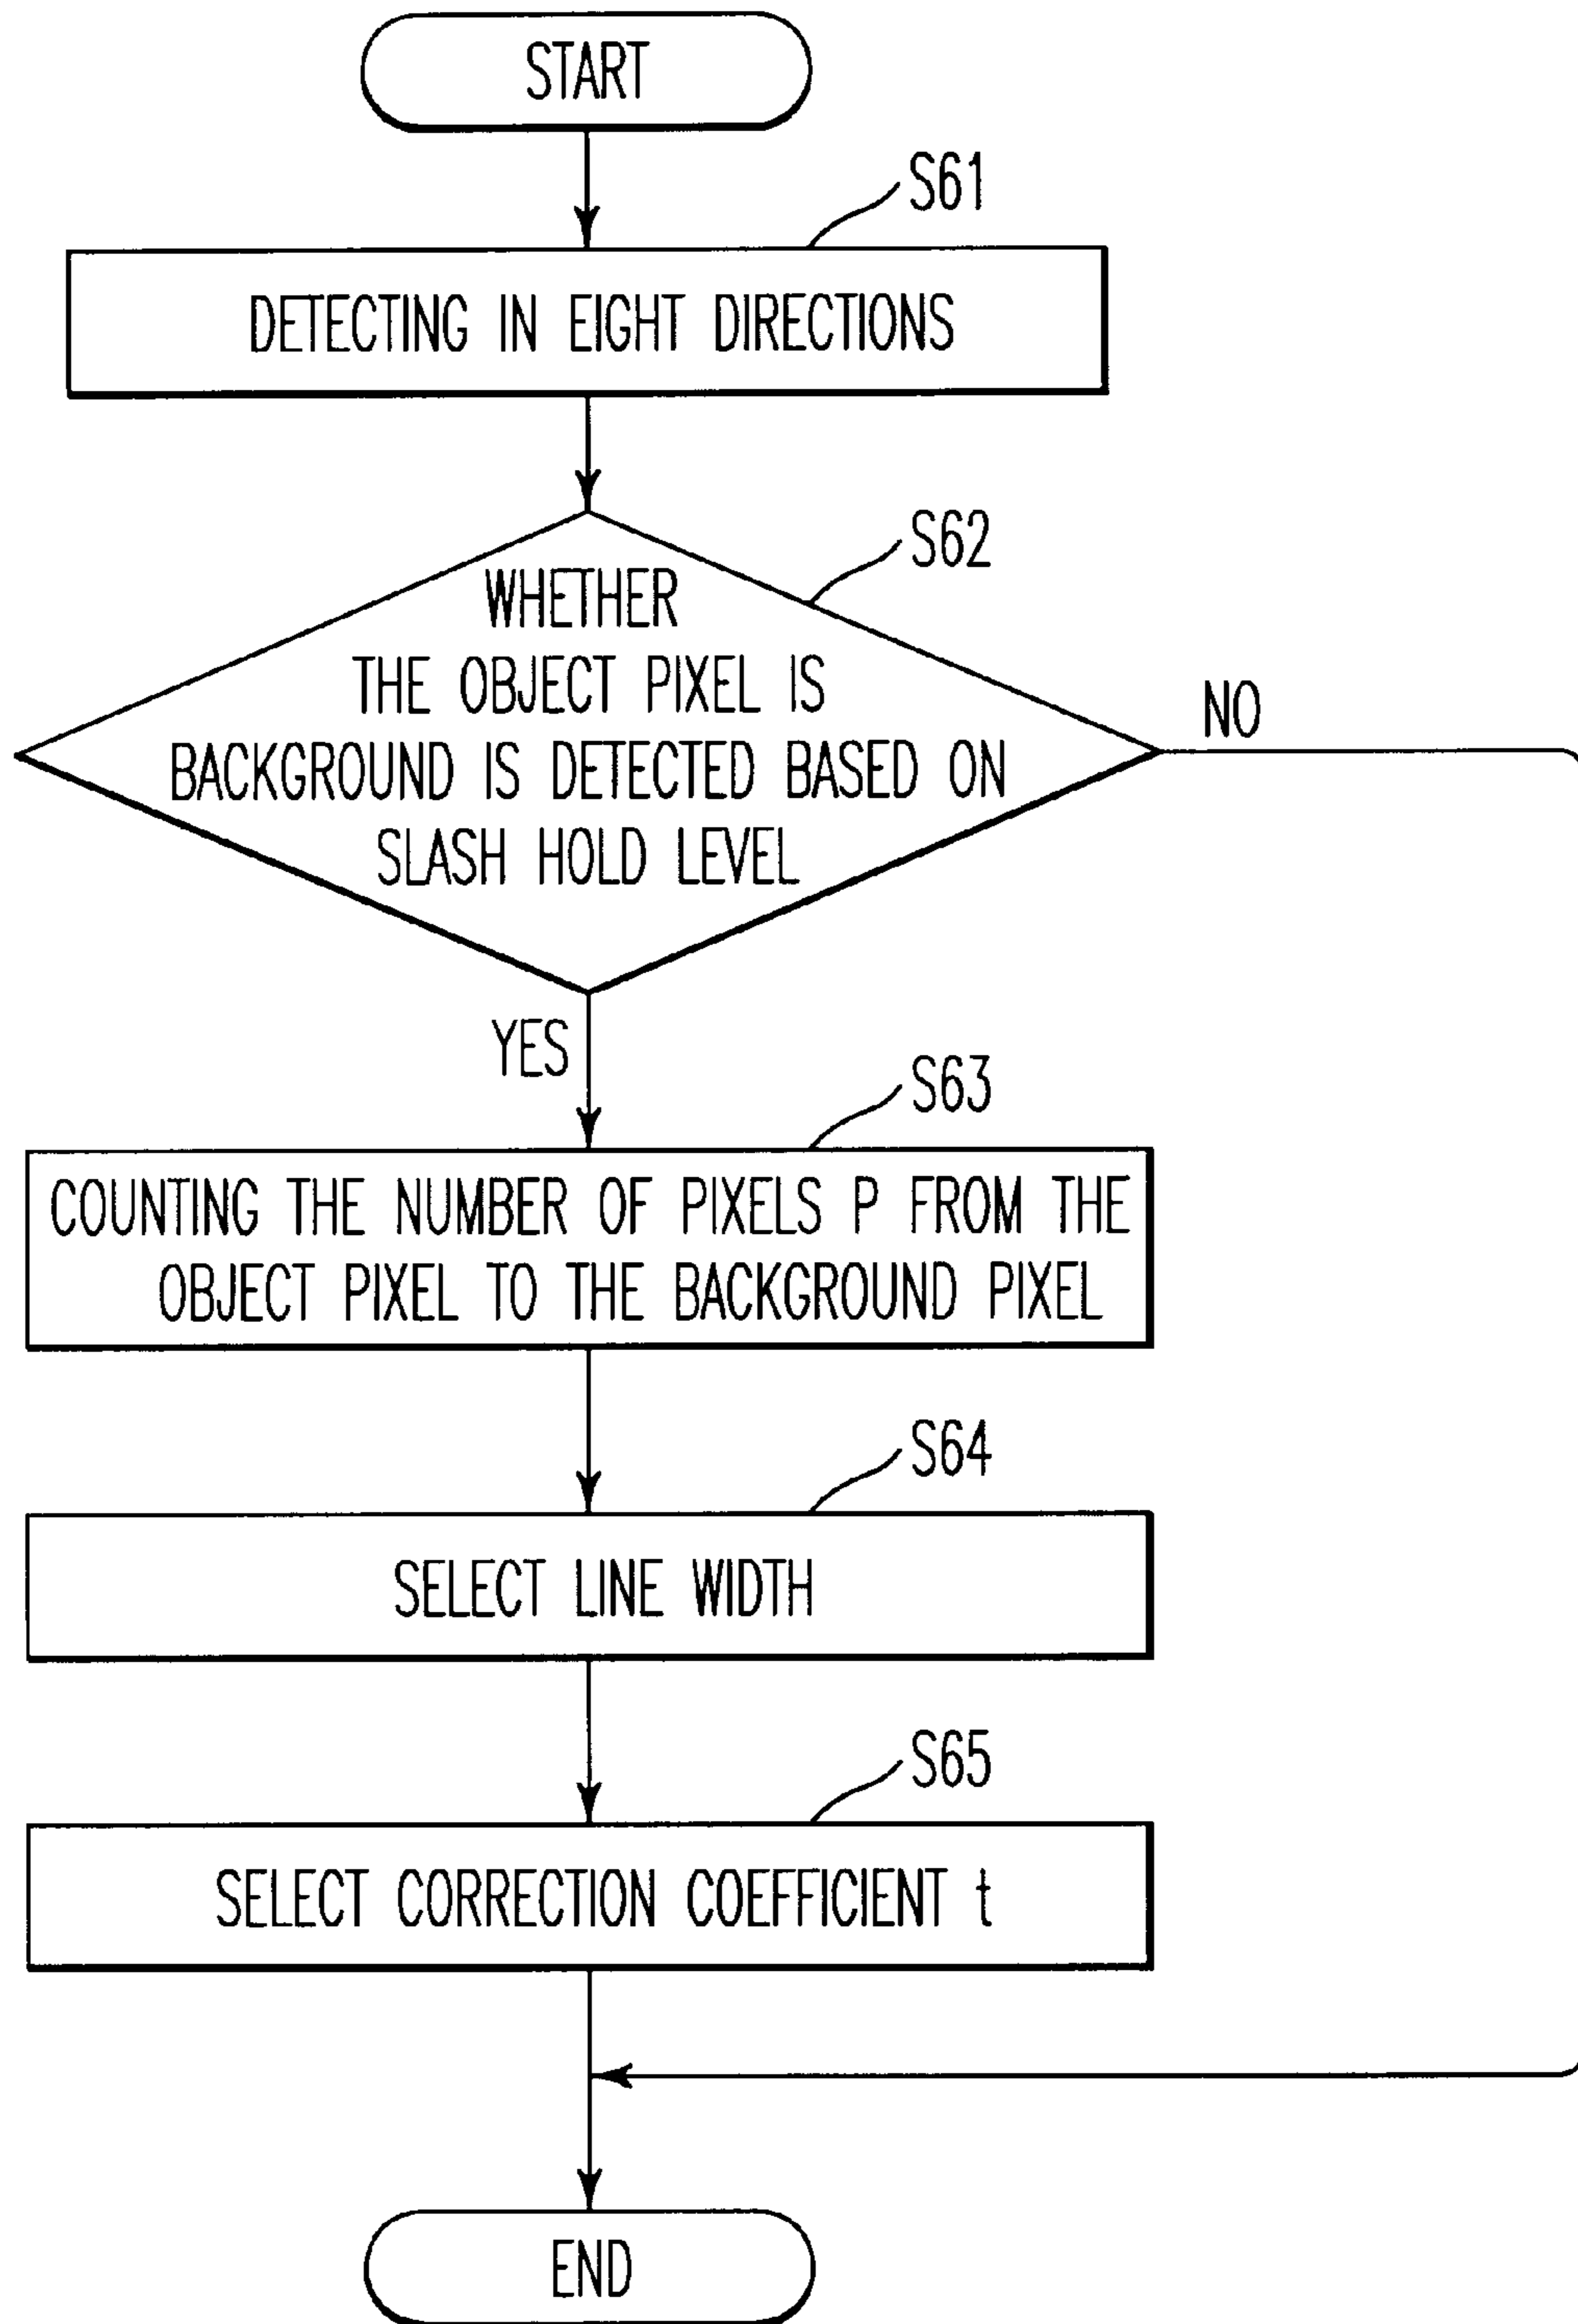 START
S61
DETECTING IN EIGHT DIRECTIONS
S62
WHETHER
THE OBJECT PIXEL IS
BACKGROUND IS DETECTED BASED ON
SLASH HOLD LEVEL
NO
YES
S63
COUNTING THE NUMBER OF PIXELS P FROM THE
OBJECT PIXEL TO THE BACKGROUND PIXEL
S64
SELECT LINE WIDTH
S65
SELECT CORRECTION COEFFICIENT t
END